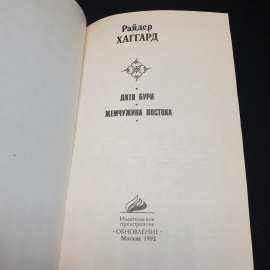 Райдер
ХАГГАРД
ДИТЯ БУРИ
ЖЕМЧУЖИНА ВОСТОКА
Издательское
предприятие
·ОБНОВЛЕНИЕ·
Москва 1992